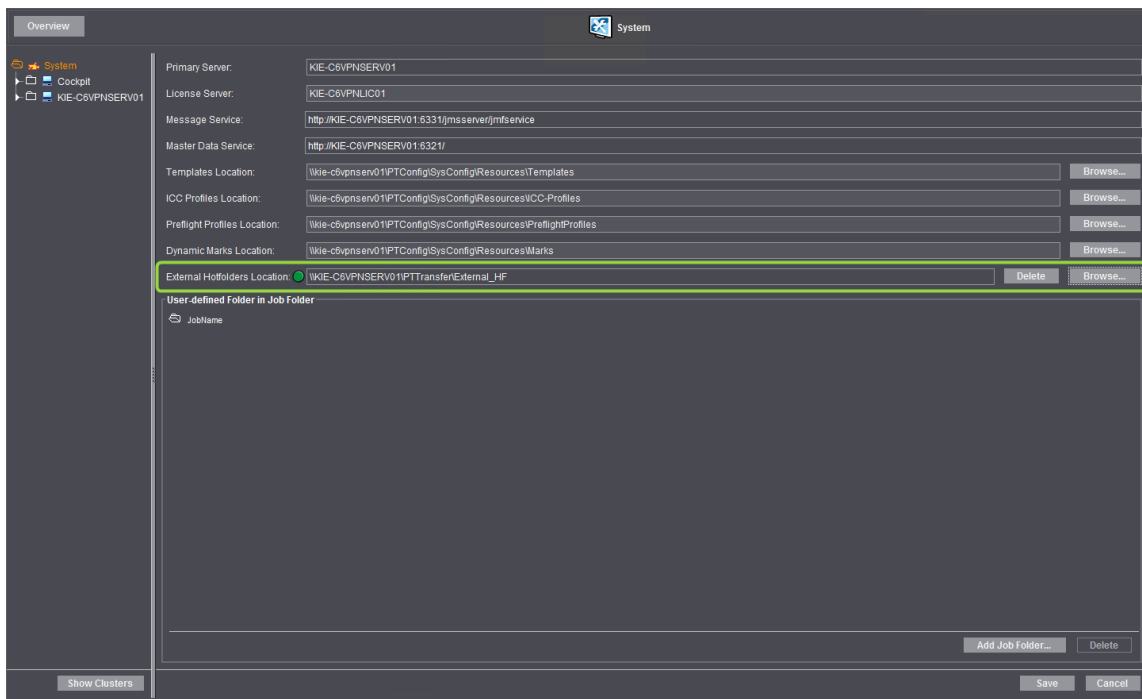 Overview
System
System
Cockpit
KIE-C6VPNSERV01
Primary Server: KIE-C6VPNSERV01
License Server: KIE-C6VPNLIC01
Message Service: http://KIE-C6VPNSERV01:6331/jmsserver/jmfservice
Master Data Service: http://KIE-C6VPNSERV01:6321/
Templates Location: \\kie-c6vpnserv01\PTConfig\SysConfig\Resources\Templates Browse...
ICC Profiles Location: \\kie-c6vpnserv01\PTConfig\SysConfig\Resources\ICC-Profiles Browse...
Preflight Profiles Location: \\kie-c6vpnserv01\PTConfig\SysConfig\Resources\PreflightProfiles Browse...
Dynamic Marks Location: \\kie-c6vpnserv01\PTConfig\SysConfig\Resources\Marks Browse...
External Hotfolders Location: \\KIE-C6VPNSERV01\PTTransfer\External_HF Delete Browse...
User-defined Folder in Job Folder
JobName
Add Job Folder... Delete
Show Clusters Save Cancel